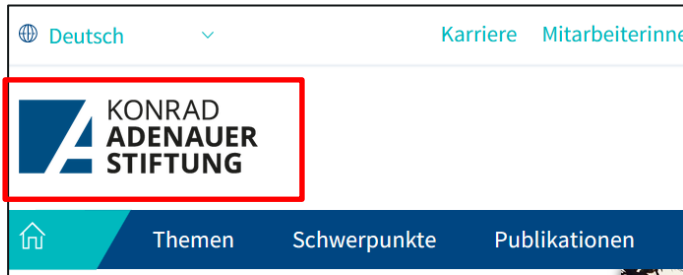 Deutsch Karriere Mitarbeiterinne
KONRAD
ADENAUER
STIFTUNG
Themen Schwerpunkte Publikationen